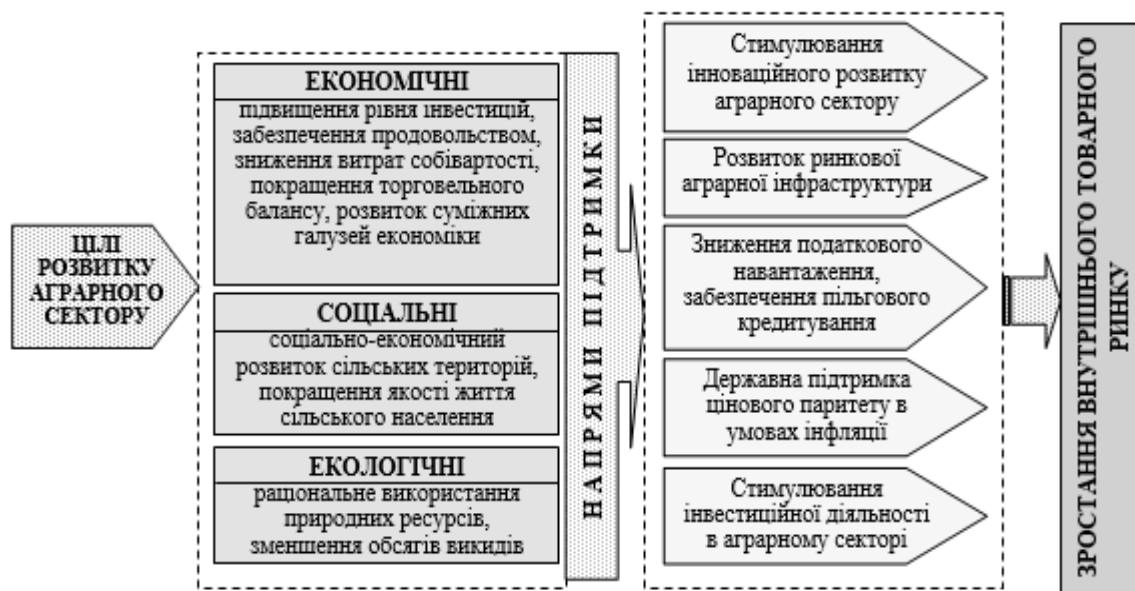 ЦІЛІ
РОЗВИТКУ
АГРАРНОГО
СЕКТОРУ
ЕКОНОМІЧНІ
підвищення рівня інвестицій,
забезпечення продовольством,
зниження витрат собівартості,
покращення торговельного
балансу, розвиток суміжних
галузей економіки
СОЦІАЛЬНІ
соціально-економічний
розвиток сільських територій,
покращення якості життя
сільського населення
ЕКОЛОГІЧНІ
раціональне використання
природних ресурсів,
зменшення обсягів викидів
НАПРЯМИ ПІДТРИМКИ
Стимулювання
інноваційного розвитку
аграрного сектору
Розвиток ринкової
аграрної інфраструктури
Зниження податкового
навантаження,
забезпечення пільгового
кредитування
Державна підтримка
цінового паритету в
умовах інфляції
Стимулювання
інвестиційної діяльності
в аграрному секторі
ЗРОСТАННЯ ВНУТРІШНЬОГО ТОВАРНОГО
РИНКУ